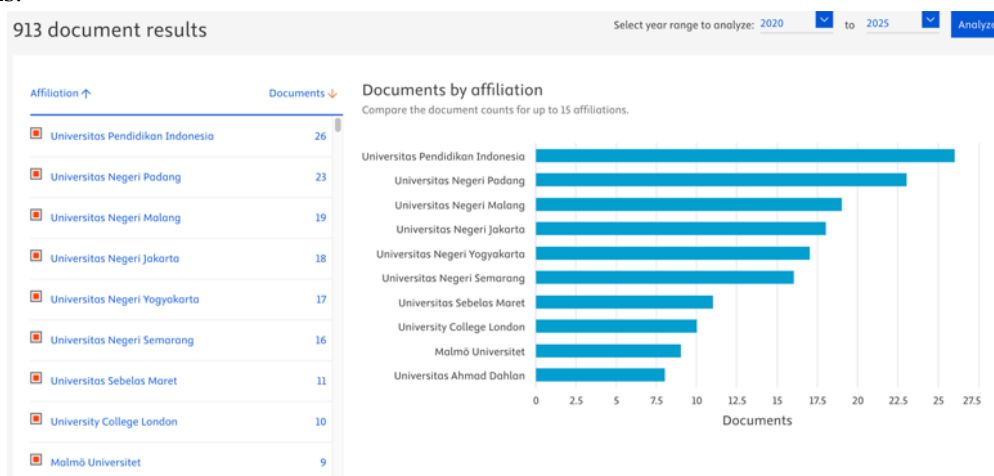 913 document results
Select year range to analyze: 2020 to 2025 Analyze
Affiliation ↑ Documents ↓
Universitas Pendidikan Indonesia 26
Universitas Negeri Padang 23
Universitas Negeri Malang 19
Universitas Negeri Jakarta 18
Universitas Negeri Yogyakarta 17
Universitas Negeri Semarang 16
Universitas Sebelas Maret 11
University College London 10
Malmö Universitet 9
Documents by affiliation
Compare the document counts for up to 15 affiliations.
Universitas Pendidikan Indonesia
Universitas Negeri Padang
Universitas Negeri Malang
Universitas Negeri Jakarta
Universitas Negeri Yogyakarta
Universitas Negeri Semarang
Universitas Sebelas Maret
University College London
Malmö Universitet
Universitas Ahmad Dahlan
0 2.5 5 7.5 10 12.5 15 17.5 20 22.5 25 27.5
Documents